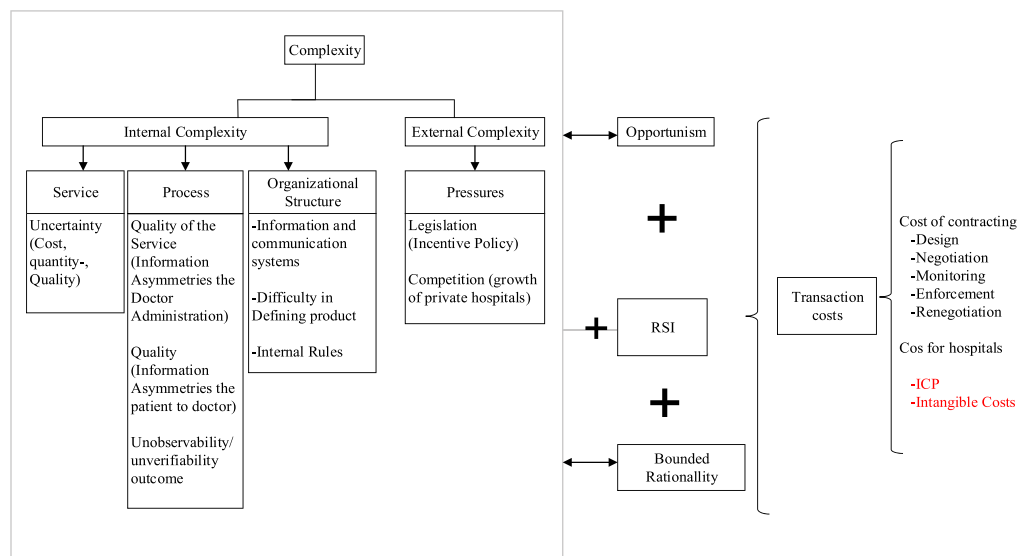 Complexity
Internal Complexity
External Complexity
Opportunism
Service
Process
Organizational
Structure
Pressures
Uncertainty
(Cost,
quantity-,
Quality)
Quality of the
Service
(Information
Asymmetries the
Doctor
Administration)
Quality
(Information
Asymmetries the
patient to doctor)
Unobservability/
unverifiability
outcome
-Information and
communication
systems
-Difficulty in
Defining product
-Internal Rules
Legislation
(Incentive Policy)
Competition (growth
of private hospitals)
+
+ RSI
+
Bounded
Rationallity
Transaction
costs
Cost of contracting
-Design
-Negotiation
-Monitoring
-Enforcement
-Renegotiation
Cos for hospitals
-ICP
-Intangible Costs